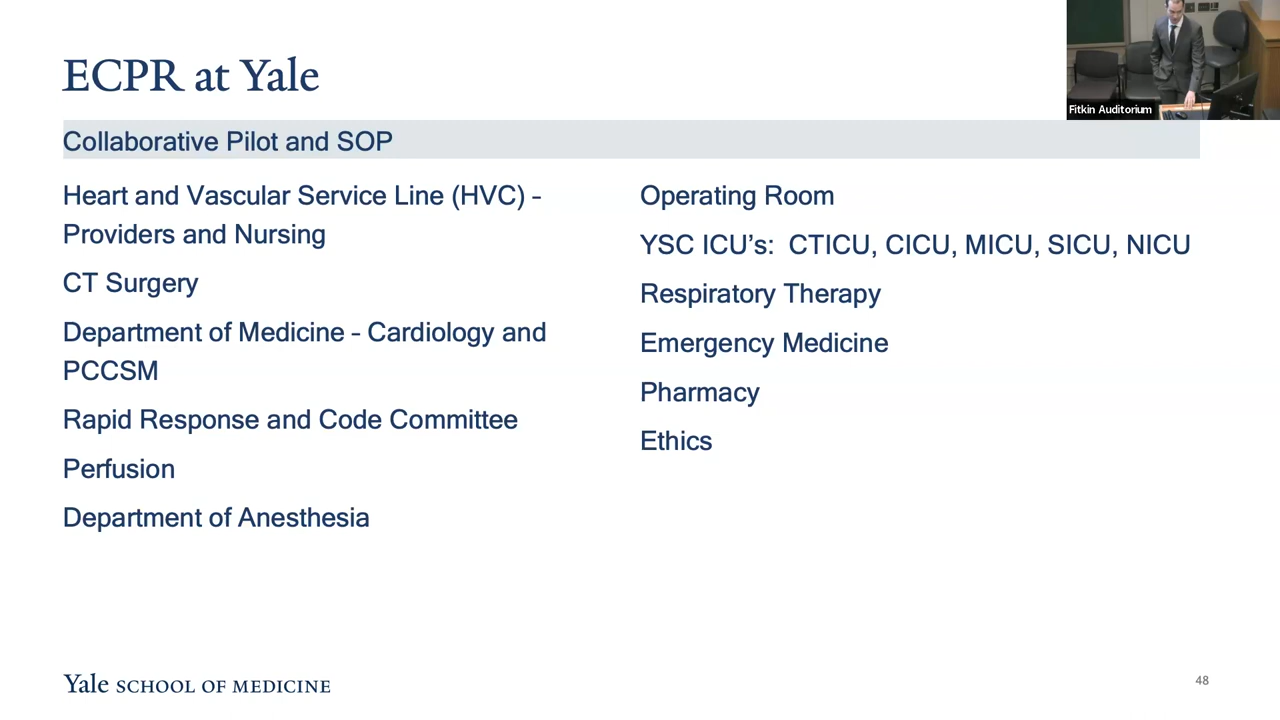 ECPR at Yale
Fitkin Auditorium
Collaborative Pilot and SOP
Heart and Vascular Service Line (HVC) -
Providers and Nursing
CT Surgery
Department of Medicine - Cardiology and
PCCSM
Rapid Response and Code Committee
Perfusion
Department of Anesthesia
Operating Room
YSC ICU’s:  CTICU, CICU, MICU, SICU, NICU
Respiratory Therapy
Emergency Medicine
Pharmacy
Ethics
Yale SCHOOL OF MEDICINE
48